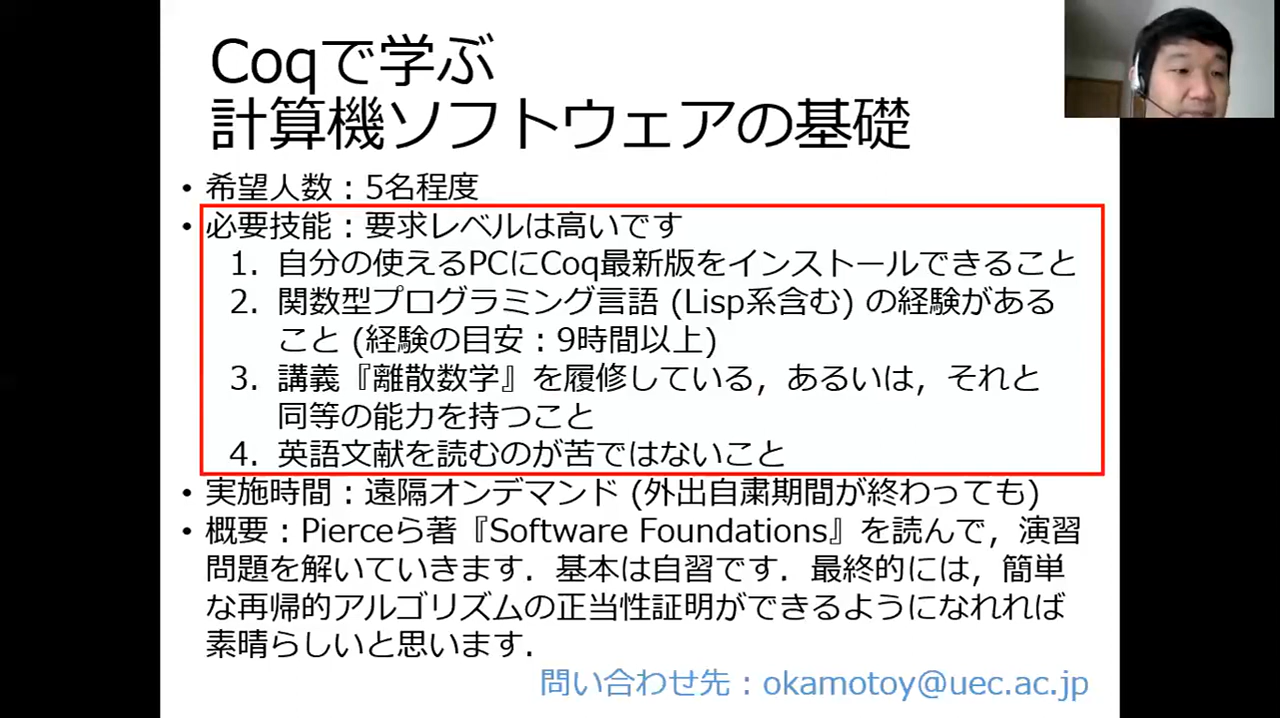 Coqで学ぶ
計算機ソフトウェアの基礎
• 希望人数：5名程度
• 必要技能：要求レベルは高いです
1. 自分の使えるPCにCoq最新版をインストールできること
2. 関数型プログラミング言語 (Lisp系含む) の経験がある
こと (経験の目安：9時間以上)
3. 講義『離散数学』を履修している，あるいは，それと
同等の能力を持つこと
4. 英語文献を読むのが苦ではないこと
• 実施時間：遠隔オンデマンド (外出自粛期間が終わっても)
• 概要：Pierceら著『Software Foundations』を読んで，演習
問題を解いていきます．基本は自習です．最終的には，簡単
な再帰的アルゴリズムの正当性証明ができるようになれれば
素晴らしいと思います．
問い合わせ先：okamotoy@uec.ac.jp